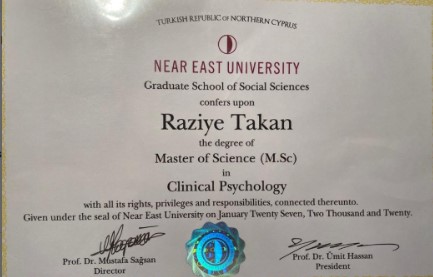 TURKISH REPUBLIC OF NORTHERN CYPRUS
NEAR EAST UNIVERSITY
Graduate School of Social Sciences
confers upon
Raziye Takan
the degree of
Master of Science (M.Sc)
in
Clinical Psychology
with all its rights, privileges and responsibilities, connected thereunto.
Given under the seal of Near East University on January Twenty Seven, Two Thousand and Twenty.
Prof. Dr. Mustafa Sağsan
Director
Prof. Dr. Ümit Hassan
President